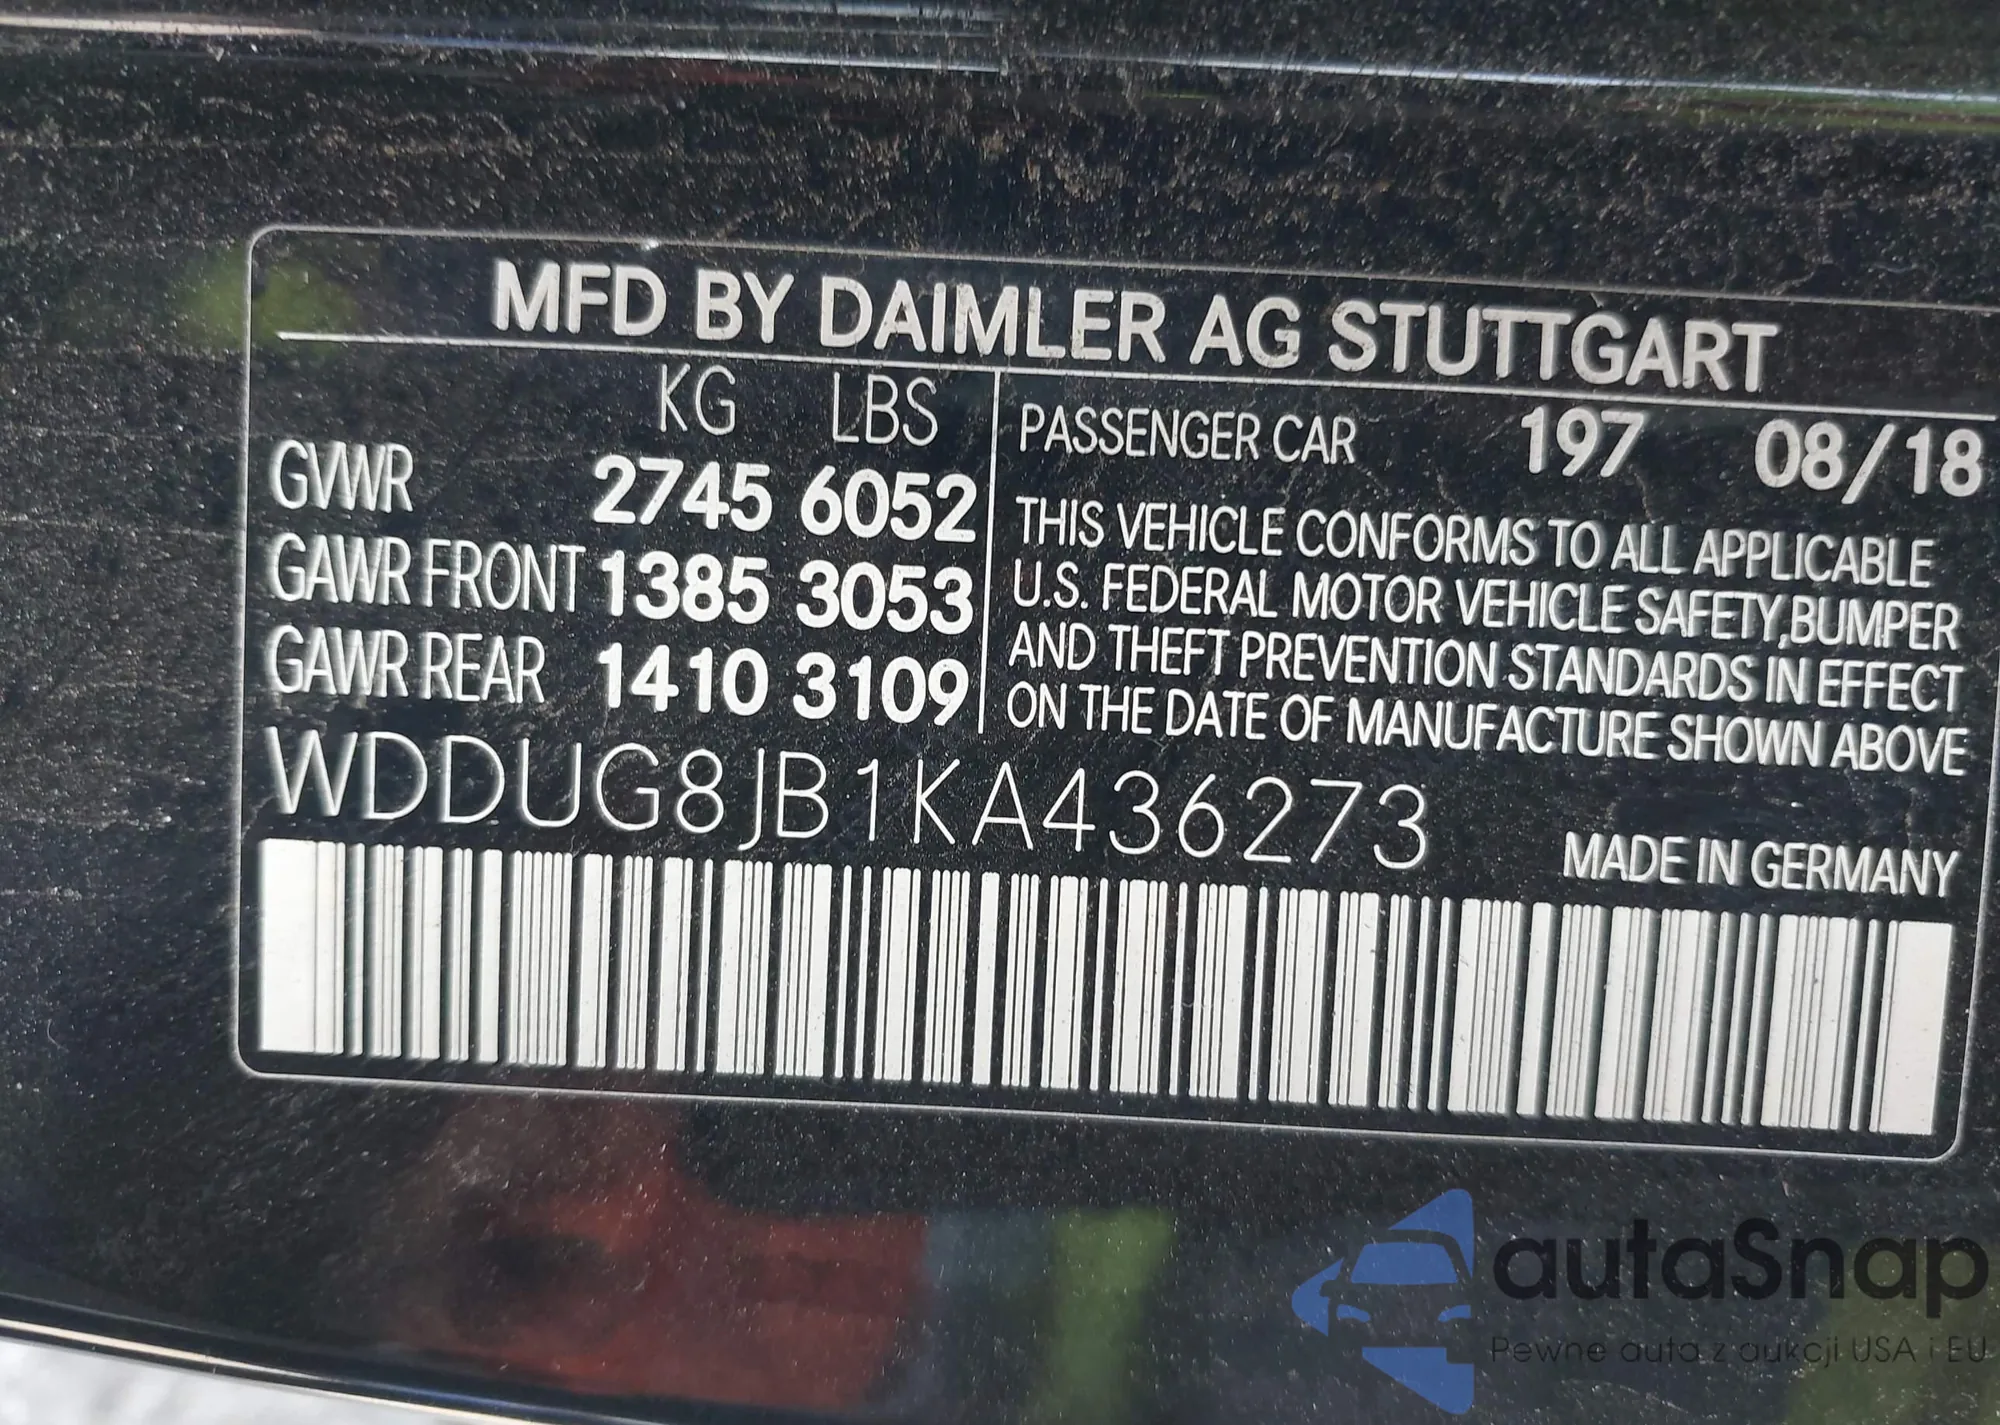 MFD BY DAIMLER AG STUTTGART
KG LBS
GVWR 2745 6052
GAWR FRONT 1385 3053
GAWR REAR 1410 3109
PASSENGER CAR 197 08/18
THIS VEHICLE CONFORMS TO ALL APPLICABLE
U.S. FEDERAL MOTOR VEHICLE SAFETY,BUMPER
AND THEFT PREVENTION STANDARDS IN EFFECT
ON THE DATE OF MANUFACTURE SHOWN ABOVE
WDDUG8JB1KA436273
MADE IN GERMANY
autaSnap
Pewne auta z aukcji USA i EU